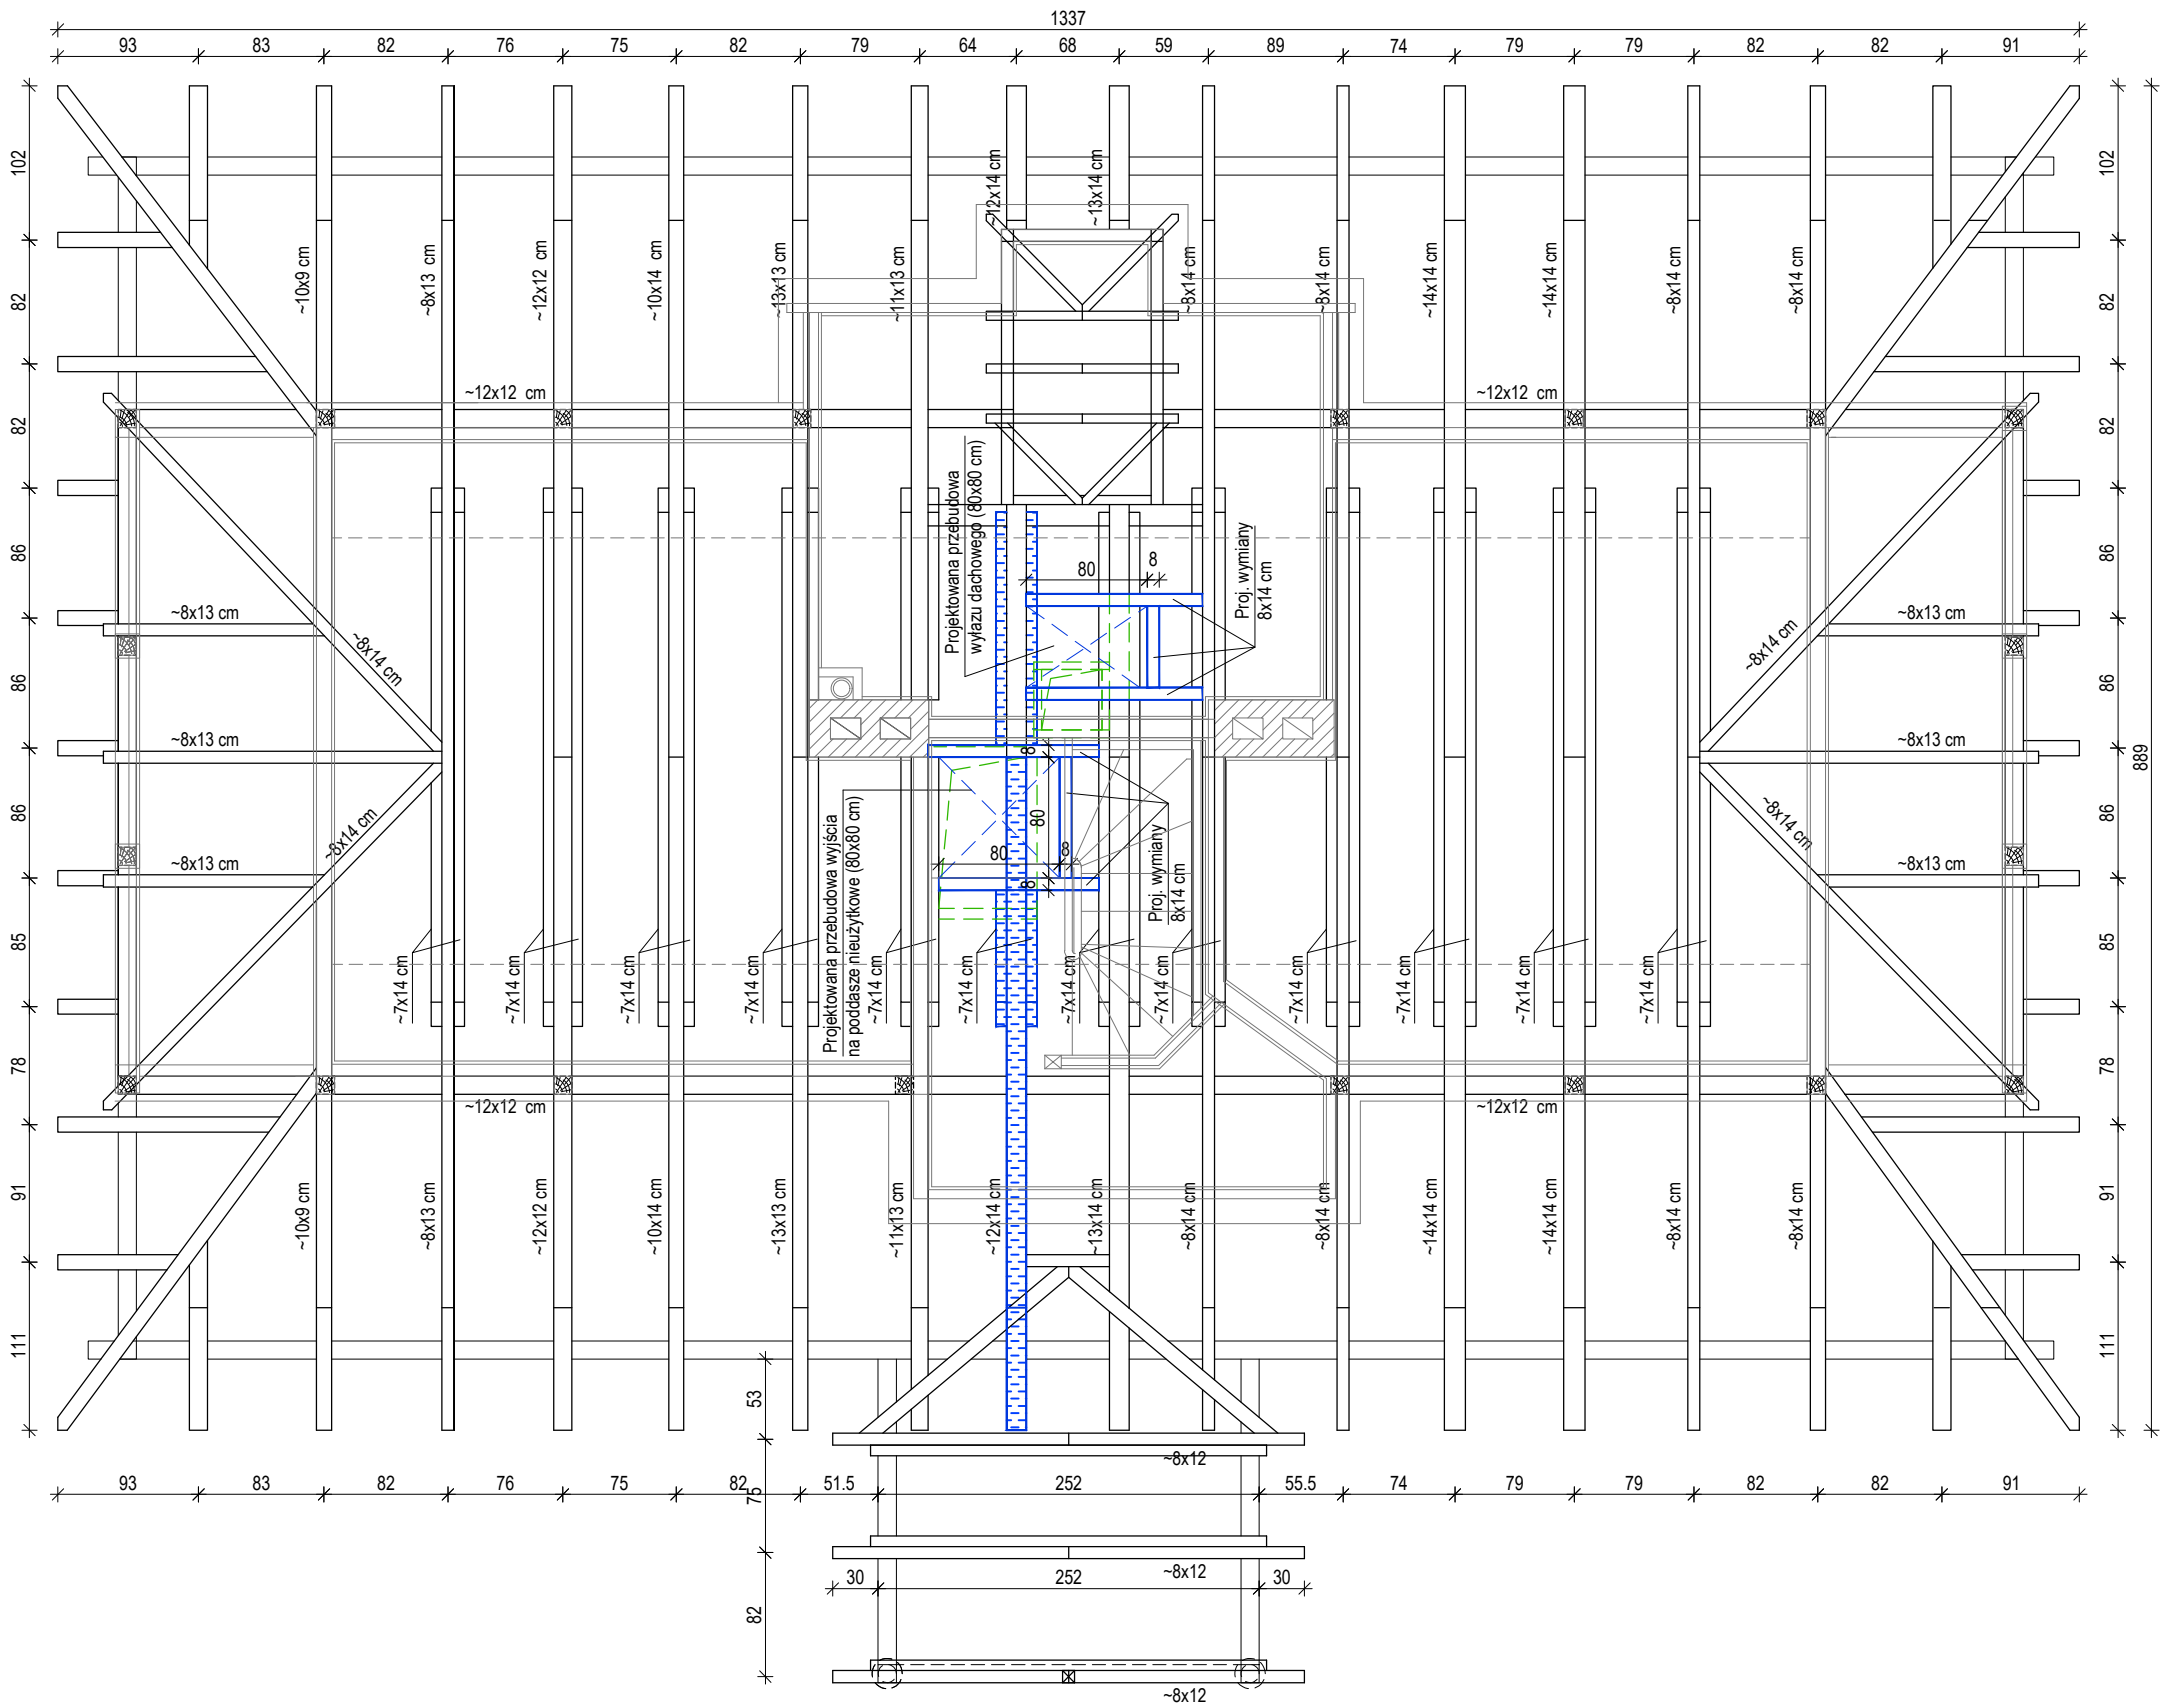 1337
93 83 82 76 75 82 79 64 68 59 89 74 79 79 82 82 91
102
102
~12x14 cm
~13x14 cm
~10x9 cm
~8x13 cm
~12x12 cm
~10x14 cm
~13x13 cm
~11x13 cm
~8x14 cm
~8x14 cm
~14x14 cm
~14x14 cm
~8x14 cm
~8x14 cm
82
82
~12x12 cm
~12x12 cm
82
82
Projektowana przebudowa
wyłazu dachowego (80x80 cm)
80
8
Proj. wymiany
8x14 cm
86
86
~8x13 cm
~8x13 cm
~8x14 cm
~8x14 cm
86
86
~8x13 cm
~8x13 cm
889
8
80
80
8
8
Projektowana przebudowa wyjścia
na poddasze nieużytkowe (80x80 cm)
Proj. wymiany
8x14 cm
86
86
~8x14 cm
~8x14 cm
~8x13 cm
~8x13 cm
85
85
~7x14 cm
~7x14 cm
~7x14 cm
~7x14 cm
~7x14 cm
~7x14 cm
~7x14 cm
~7x14 cm
~7x14 cm
~7x14 cm
~7x14 cm
~7x14 cm
78
78
~12x12 cm
~12x12 cm
91
91
~10x9 cm
~8x13 cm
~12x12 cm
~10x14 cm
~13x13 cm
~11x13 cm
~12x14 cm
~13x14 cm
~8x14 cm
~8x14 cm
~14x14 cm
~14x14 cm
~8x14 cm
~8x14 cm
111
111
53
~8x12
93 83 82 76 75 82 51.5 252 55.5 74 79 79 82 82 91
75
~8x12
30 252 30
82
~8x12